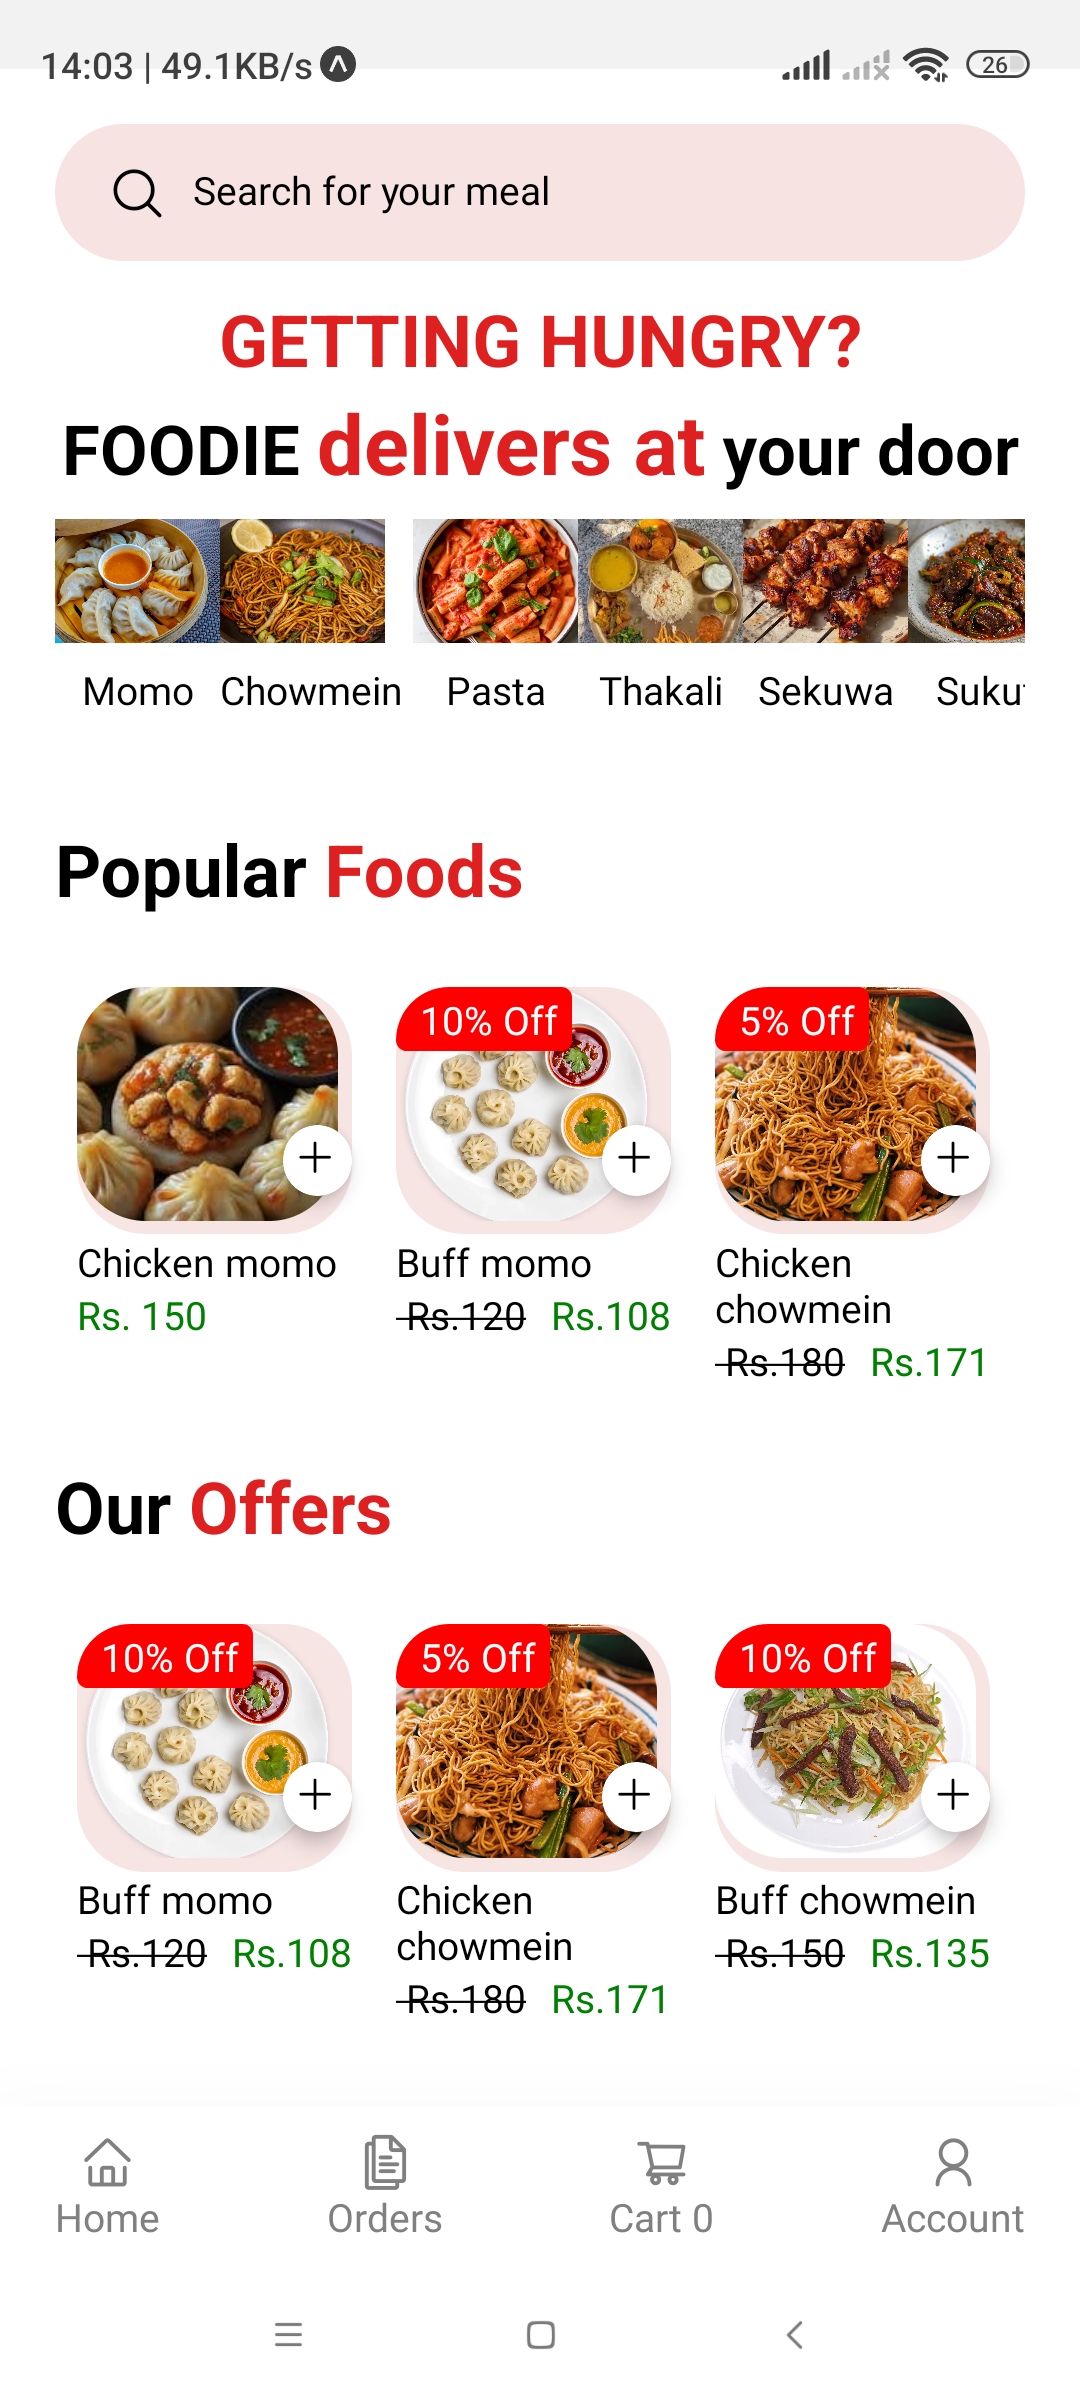 14:03 | 49.1KB/s
26
Search for your meal
GETTING HUNGRY?
FOODIE delivers at your door
Momo Chowmein Pasta Thakali Sekuwa Suku
Popular Foods
10% Off 5% Off
Chicken momo Buff momo Chicken
chowmein
Rs. 150 Rs.120 Rs.108
Rs.180 Rs.171
Our Offers
10% Off 5% Off 10% Off
Buff momo Chicken Buff chowmein
chowmein
Rs.120 Rs.108 Rs.150 Rs.135
Rs.180 Rs.171
Home Orders Cart 0 Account